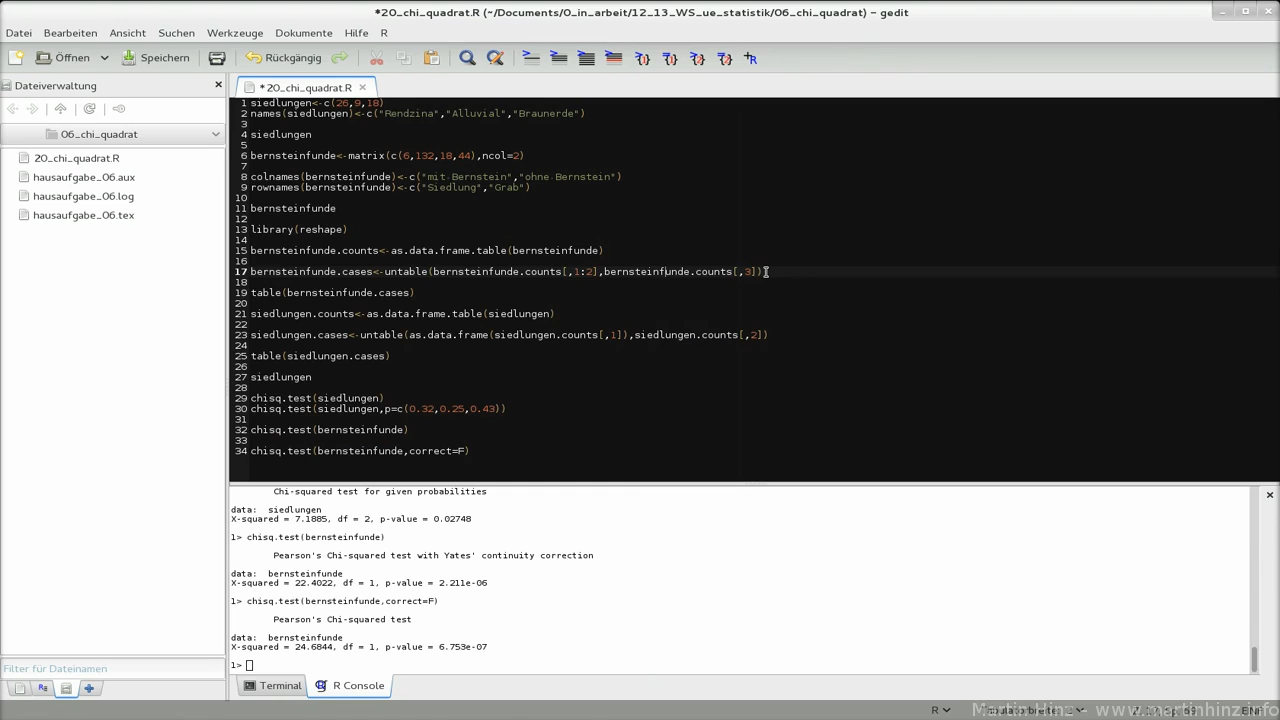 *20_chi_quadrat.R (~/Documents/0_in_arbeit/12_13_WS_ue_statistik/06_chi_quadrat) – gedit
Datei Bearbeiten Ansicht Suchen Werkzeuge Dokumente Hilfe R
Öffnen Speichern Rückgängig
Dateiverwaltung
*20_chi_quadrat.R
06_chi_quadrat
20_chi_quadrat.R
hausaufgabe_06.aux
hausaufgabe_06.log
hausaufgabe_06.tex
Filter für Dateinamen
1 siedlungen<-c(26,9,18)
2 names(siedlungen)<-c("Rendzina","Alluvial","Braunerde")
3
4 siedlungen
5
6 bernsteinfunde<-matrix(c(6,132,18,44),ncol=2)
7
8 colnames(bernsteinfunde)<-c("mit Bernstein","ohne Bernstein")
9 rownames(bernsteinfunde)<-c("Siedlung","Grab")
10
11 bernsteinfunde
12
13 library(reshape)
14
15 bernsteinfunde.counts<-as.data.frame.table(bernsteinfunde)
16
17 bernsteinfunde.cases<-untable(bernsteinfunde.counts[,1:2],bernsteinfunde.counts[,3])
18
19 table(bernsteinfunde.cases)
20
21 siedlungen.counts<-as.data.frame.table(siedlungen)
22
23 siedlungen.cases<-untable(as.data.frame(siedlungen.counts[,1]),siedlungen.counts[,2])
24
25 table(siedlungen.cases)
26
27 siedlungen
28
29 chisq.test(siedlungen)
30 chisq.test(siedlungen,p=c(0.32,0.25,0.43))
31
32 chisq.test(bernsteinfunde)
33
34 chisq.test(bernsteinfunde,correct=F)
Chi-squared test for given probabilities
data: siedlungen
X-squared = 7.1885, df = 2, p-value = 0.02748
1> chisq.test(bernsteinfunde)
Pearson's Chi-squared test with Yates' continuity correction
data: bernsteinfunde
X-squared = 22.4022, df = 1, p-value = 2.211e-06
1> chisq.test(bernsteinfunde,correct=F)
Pearson's Chi-squared test
data: bernsteinfunde
X-squared = 24.6844, df = 1, p-value = 6.753e-07
1>
Terminal R Console
R
Martin Hinz - www.martinhinz.info